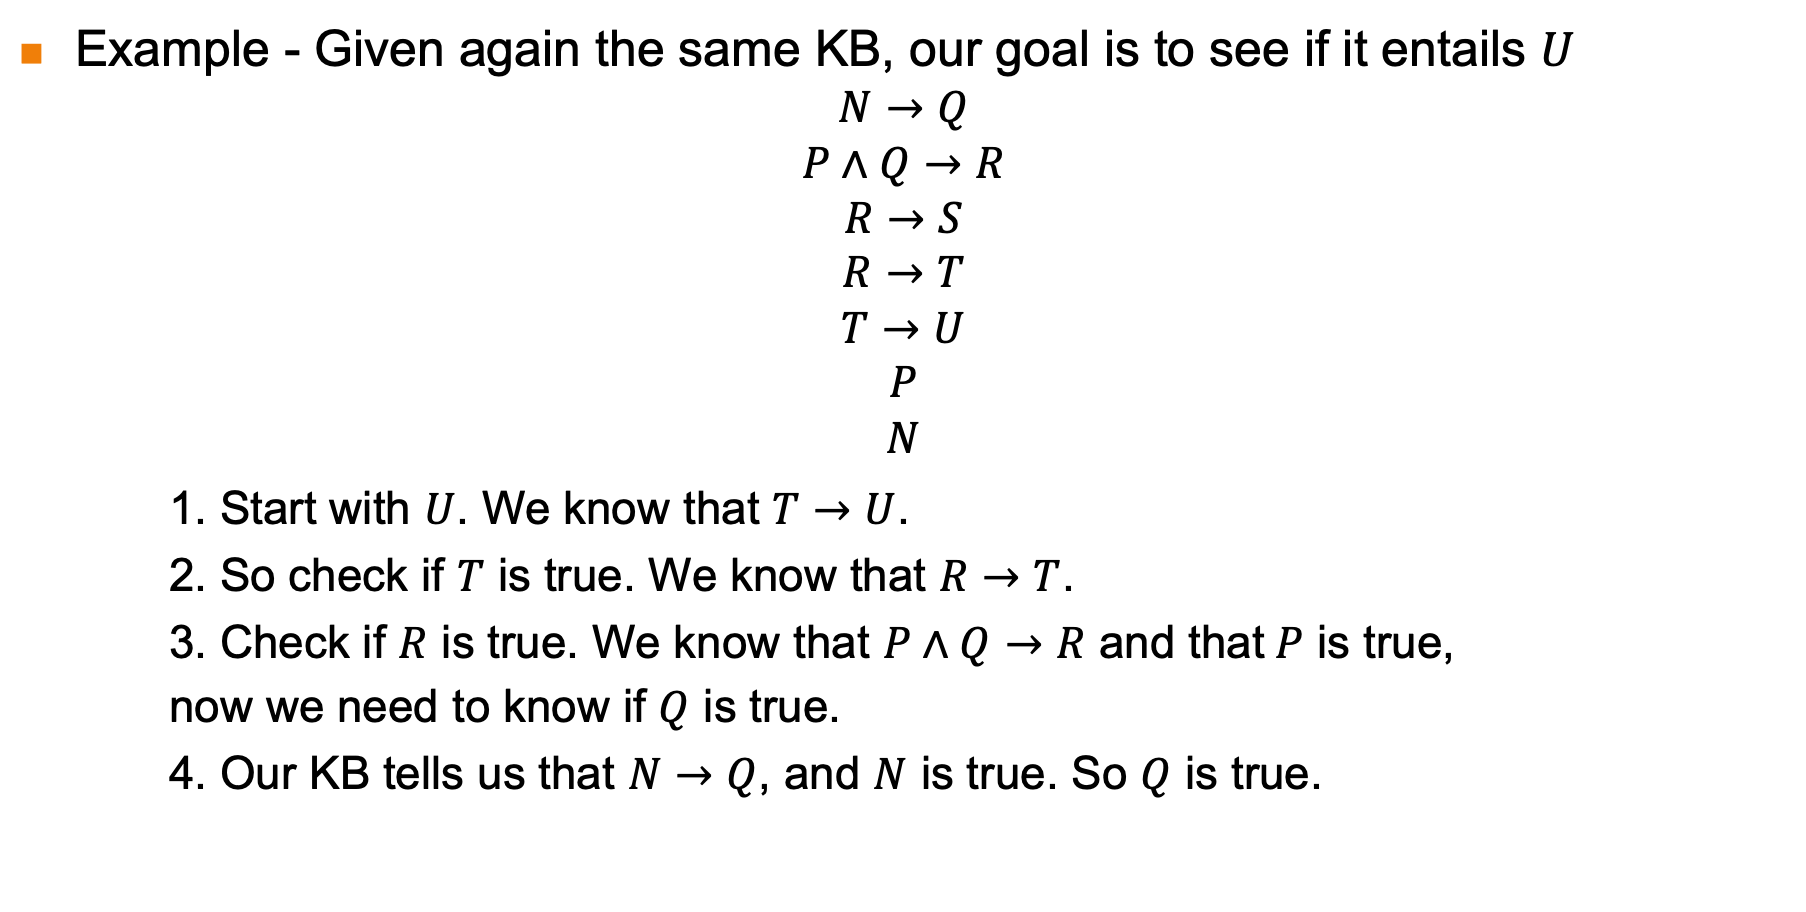 ▪ Example - Given again the same KB, our goal is to see if it entails U
N → Q
P ∧ Q → R
R → S
R → T
T → U
P
N
1. Start with U. We know that T → U.
2. So check if T is true. We know that R → T.
3. Check if R is true. We know that P ∧ Q → R and that P is true,
now we need to know if Q is true.
4. Our KB tells us that N → Q, and N is true. So Q is true.